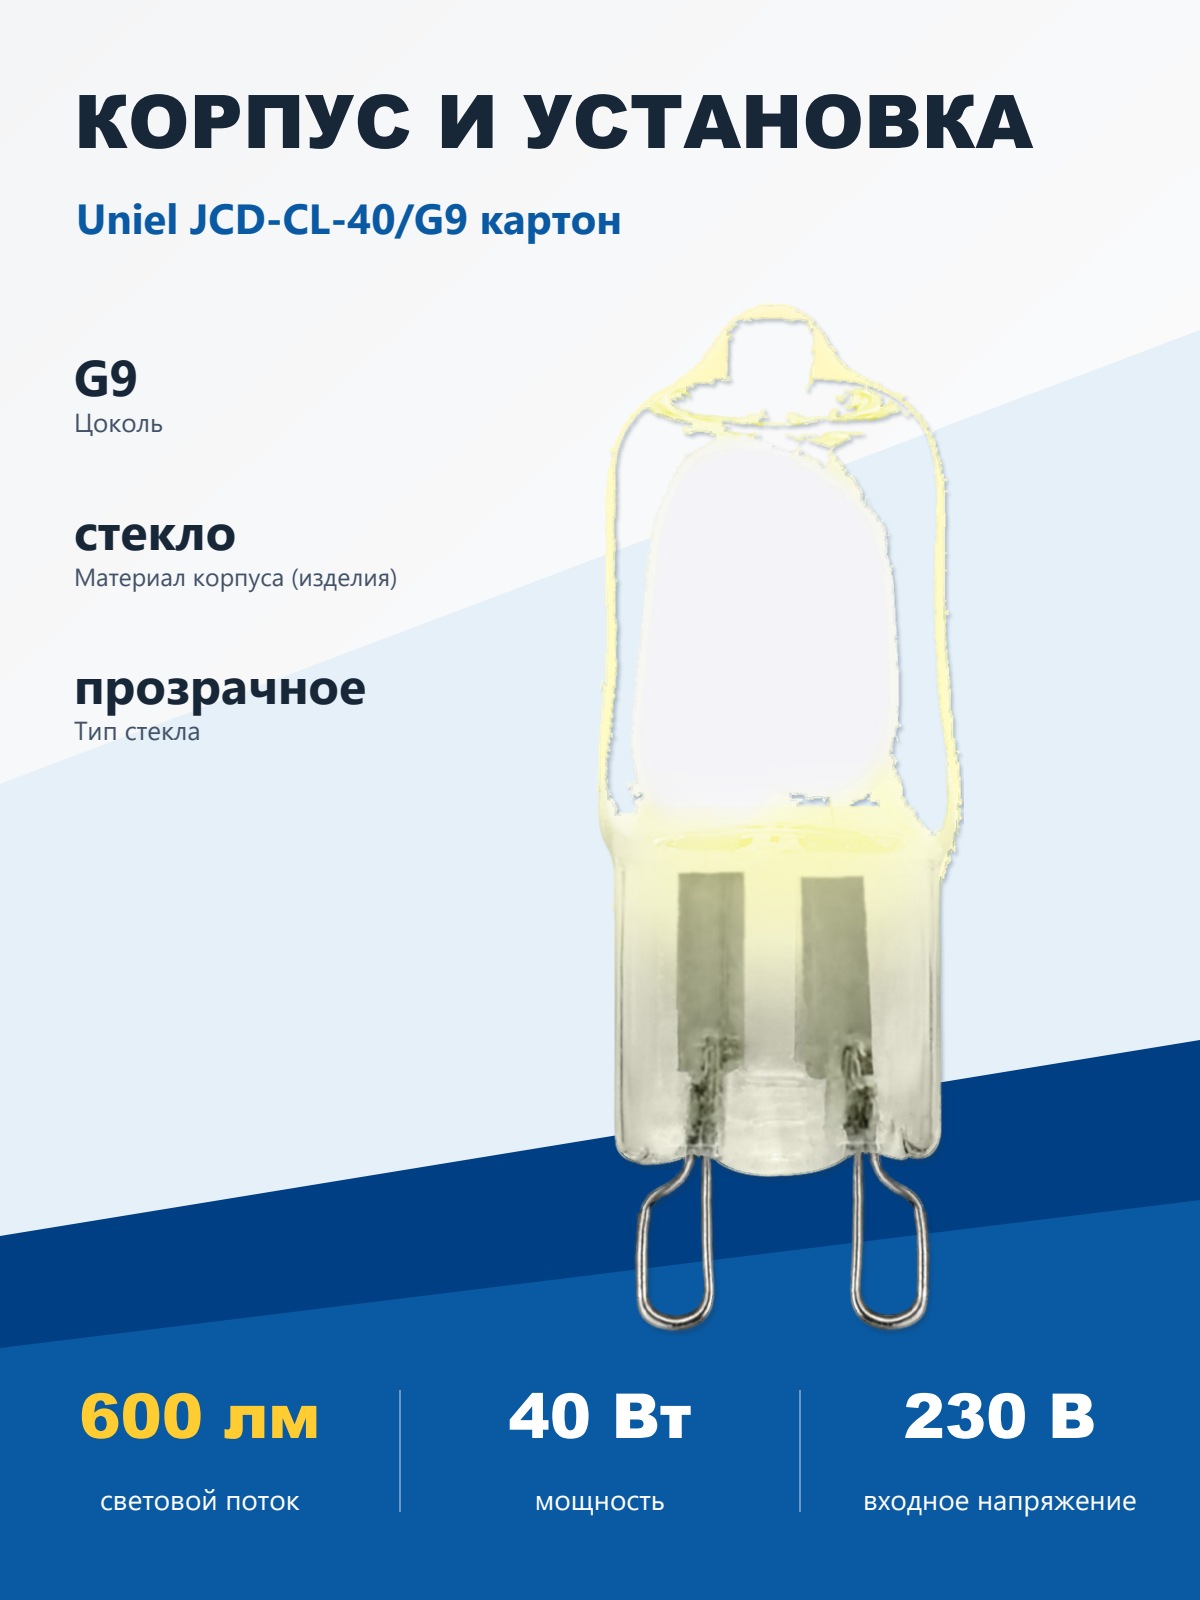 КОРПУС И УСТАНОВКА
Uniel JCD-CL-40/G9 картон
G9
Цоколь
стекло
Материал корпуса (изделия)
прозрачное
Тип стекла
600 лм
световой поток
40 Вт
мощность
230 В
входное напряжение